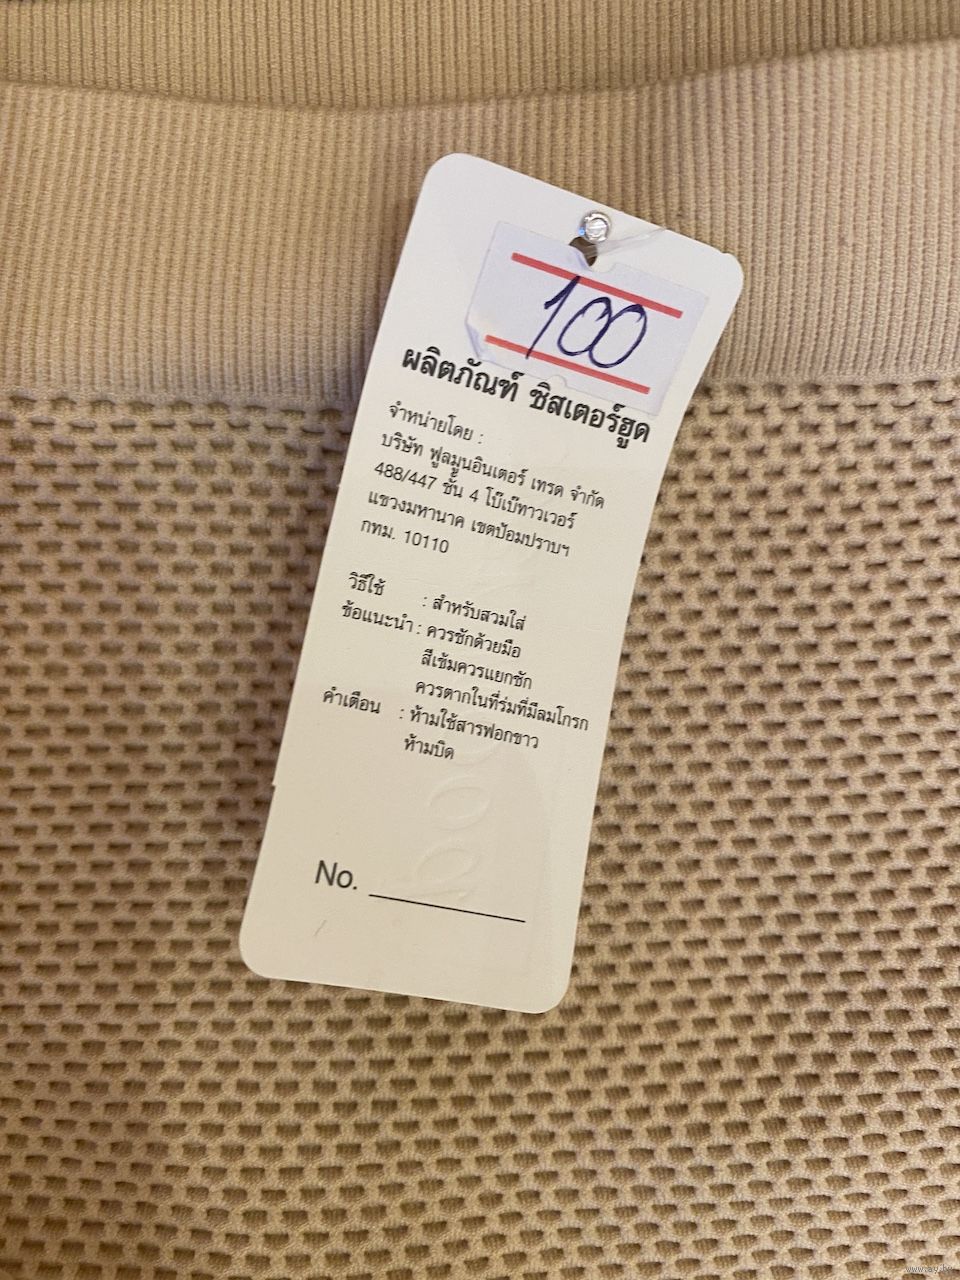 100
ผลิตภัณฑ์ ซิสเตอร์ฮูด
จำหน่ายโดย :
บริษัท ฟูลมูนอินเตอร์ เทรด จำกัด
488/447 ชั้น 4 โบ๊เบ๊ทาวเวอร์
แขวงมหานาค เขตป้อมปราบฯ
กทม. 10110
วิธีใช้ : สำหรับสวมใส่
ข้อแนะนำ : ควรซักด้วยมือ
สีเข้มควรแยกซัก
ควรตากในที่ร่มที่มีลมโกรก
คำเตือน : ห้ามใช้สารฟอกขาว
ห้ามบิด
No.